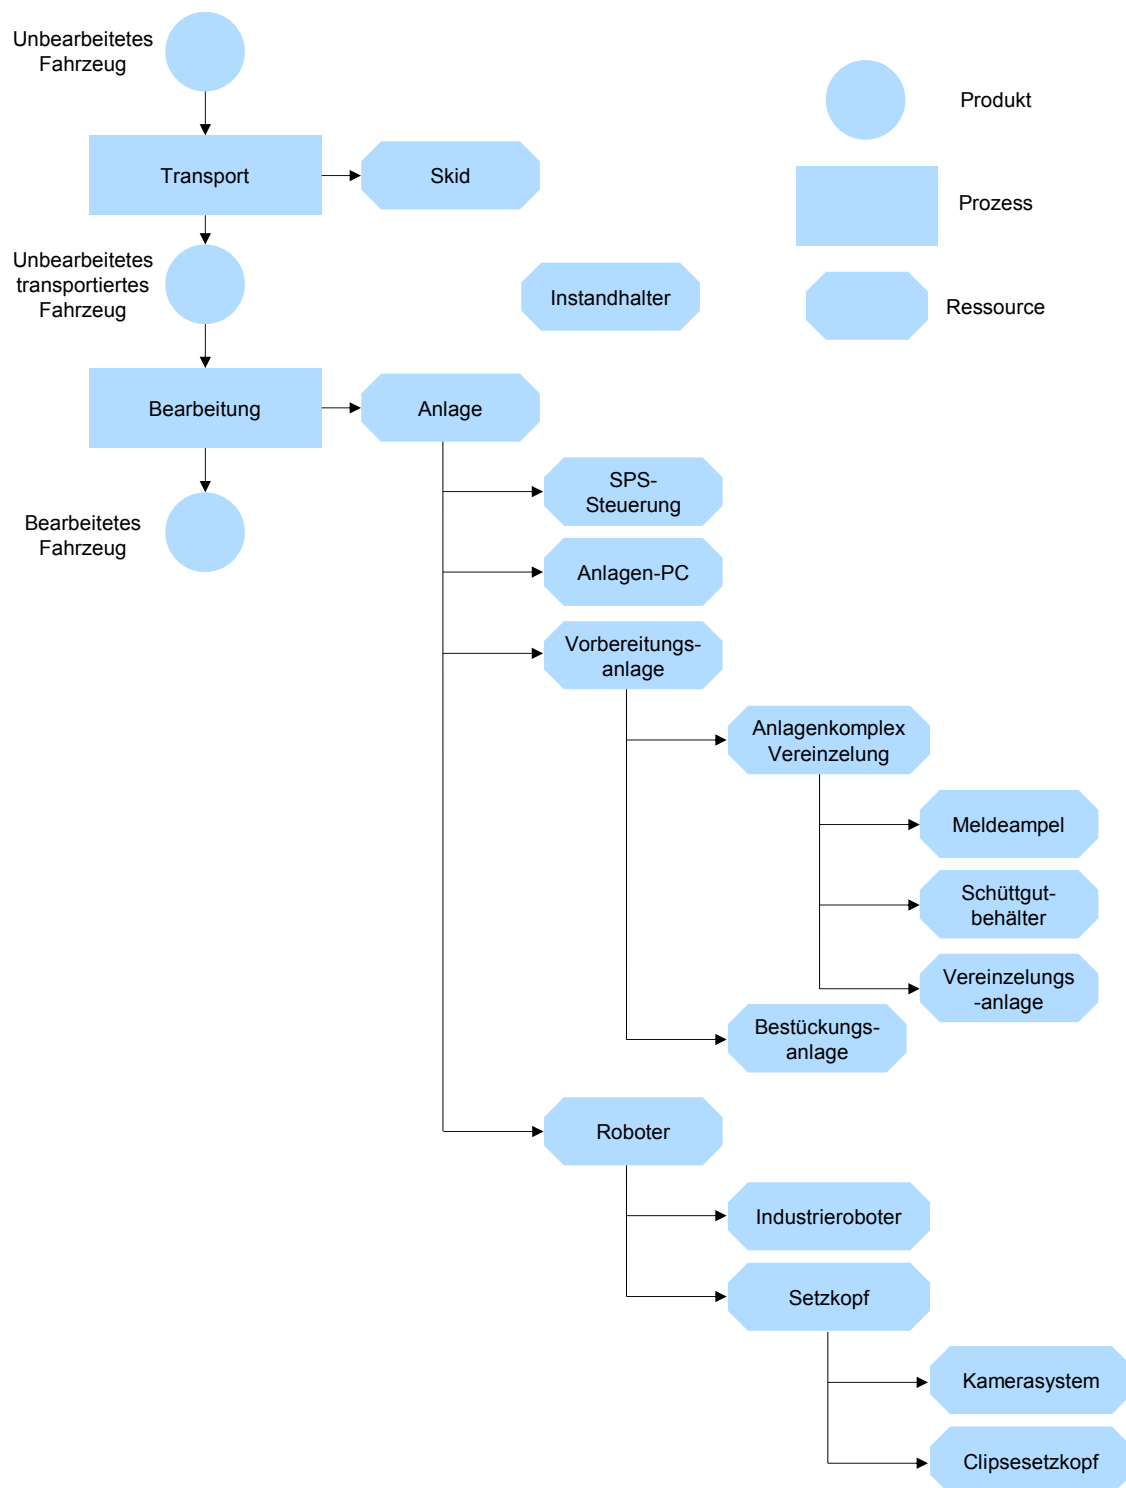 Unbearbeitetes
Fahrzeug
Produkt
Transport
Skid
Prozess
Unbearbeitetes
transportiertes
Fahrzeug
Instandhalter
Ressource
Bearbeitung
Anlage
SPS-
Steuerung
Bearbeitetes
Fahrzeug
Anlagen-PC
Vorbereitungs-
anlage
Anlagenkomplex
Vereinzelung
Meldeampel
Schüttgut-
behälter
Vereinzelungs
-anlage
Bestückungs-
anlage
Roboter
Industrieroboter
Setzkopf
Kamerasystem
Clipsesetzkopf